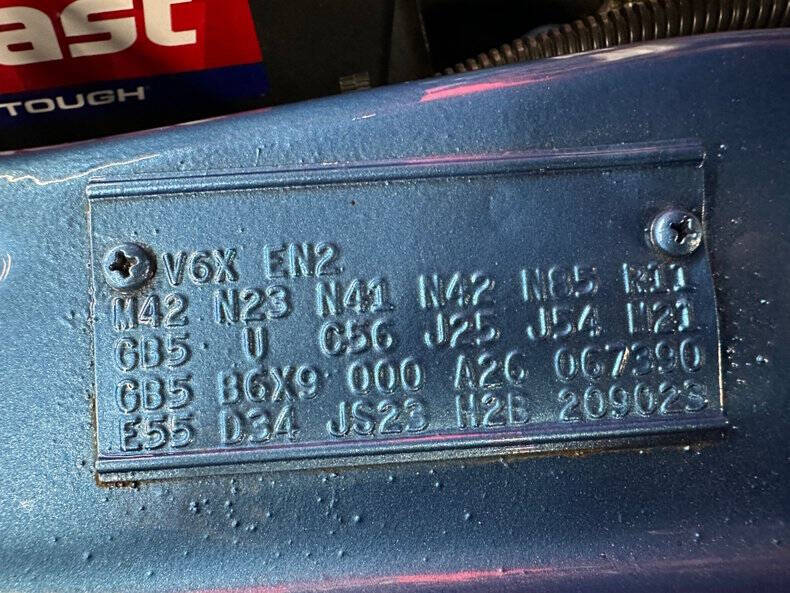 ast
TOUGH
V6X EN2
M42 N23 N41 N42 N85 R11
GB5 U C56 J25 J54 M21
GB5 B6X9 000 A26 067390
E55 D34 JS23 H2B 209023